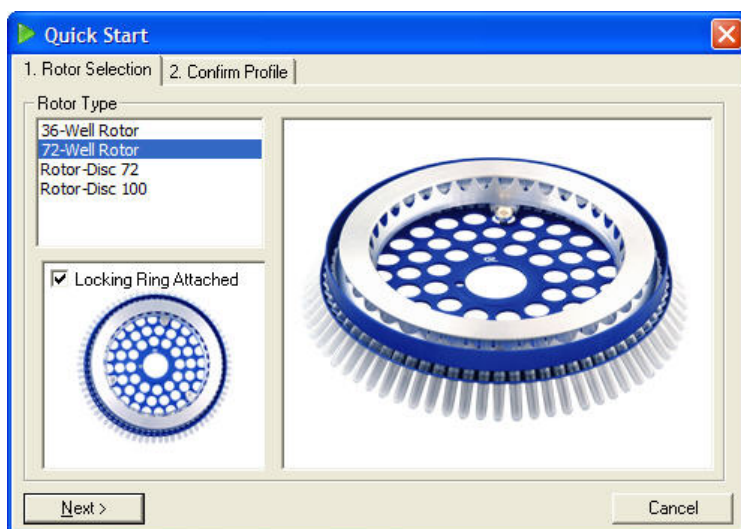 Quick Start
1. Rotor Selection
2. Confirm Profile
Rotor Type
36-Well Rotor
72-Well Rotor
Rotor-Disc 72
Rotor-Disc 100
Locking Ring Attached
Next >
Cancel